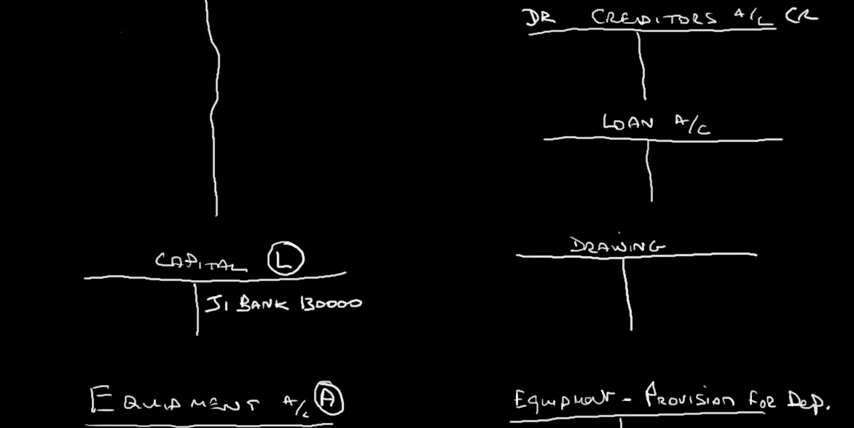 DR CREDITORS A/C CR
LOAN A/C
CAPITAL L
DRAWING
J1 BANK 130000
EQUIPMENT A/C A
EQUIPMENT - PROVISION FOR DEP.